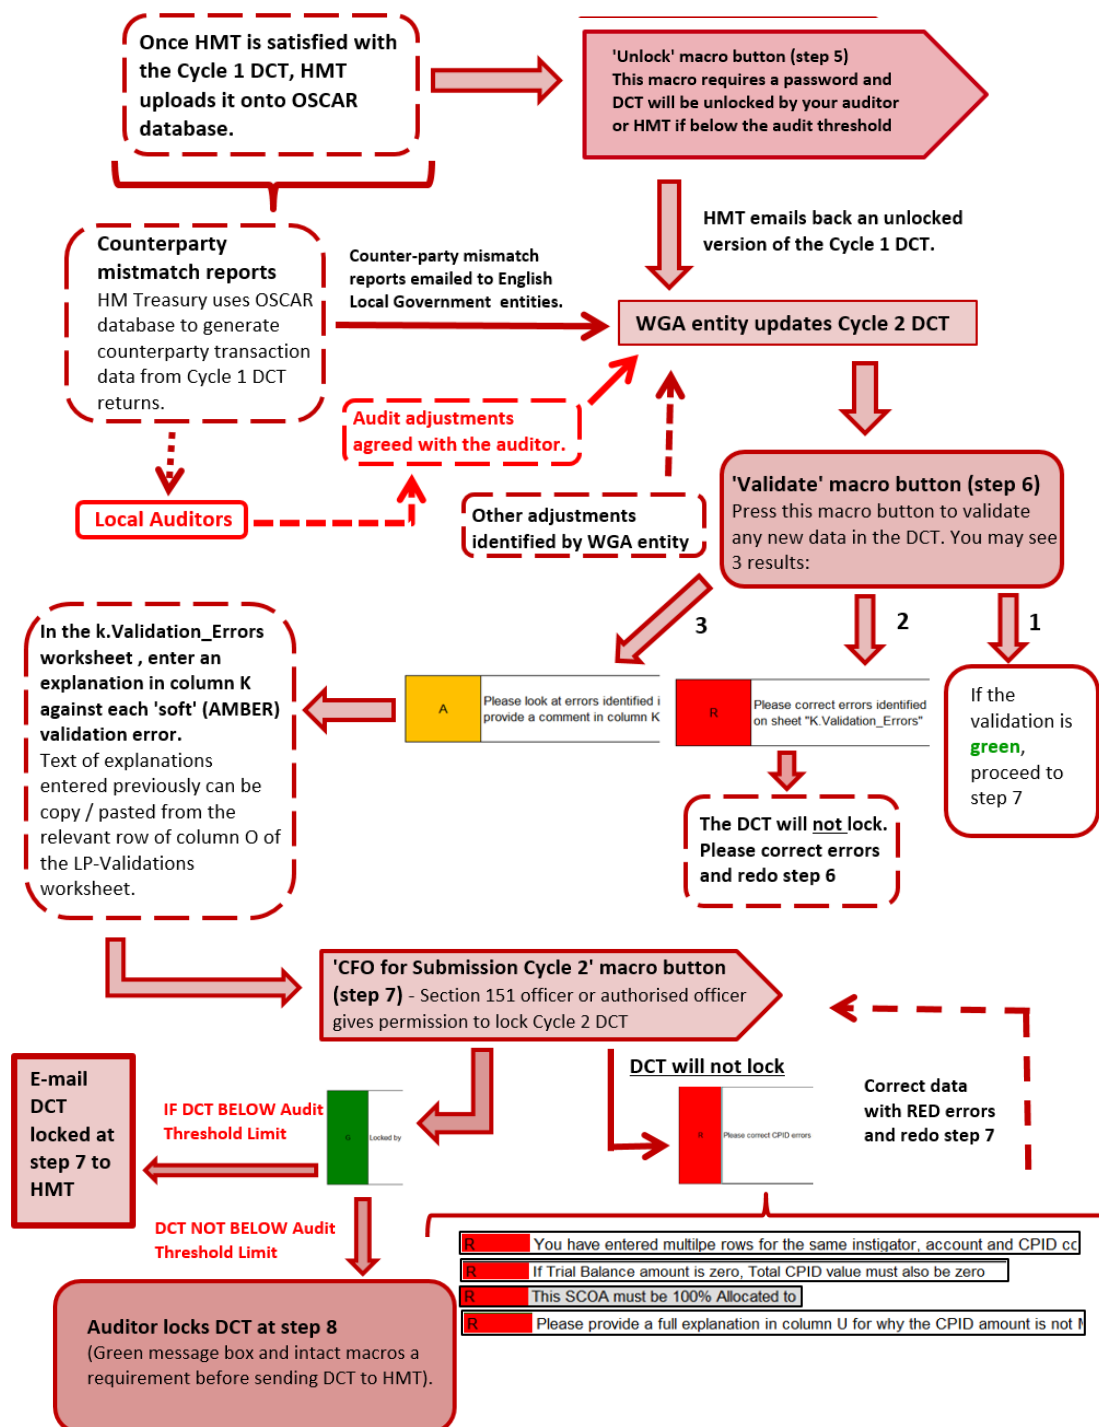 Once HMT is satisfied with
the Cycle 1 DCT, HMT
uploads it onto OSCAR
database.
'Unlock' macro button (step 5)
This macro requires a password and
DCT will be unlocked by your auditor
or HMT if below the audit threshold
HMT emails back an unlocked
version of the Cycle 1 DCT.
Counterparty
mistmatch reports
HM Treasury uses OSCAR
database to generate
counterparty transaction
data from Cycle 1 DCT
returns.
Counter-party mismatch
reports emailed to English
Local Government entities.
WGA entity updates Cycle 2 DCT
Audit adjustments
agreed with the auditor.
Local Auditors
Other adjustments
identified by WGA entity
'Validate' macro button (step 6)
Press this macro button to validate
any new data in the DCT. You may see
3 results:
3
2
1
In the k.Validation_Errors
worksheet , enter an
explanation in column K
against each 'soft' (AMBER)
validation error.
Text of explanations
entered previously can be
copy / pasted from the
relevant row of column O of
the LP-Validations
worksheet.
A
Please look at errors identified i
provide a comment in column K
R
Please correct errors identified
on sheet "K.Validation_Errors"
If the
validation is
green,
proceed to
step 7
The DCT will not lock.
Please correct errors
and redo step 6
'CFO for Submission Cycle 2' macro button
(step 7) - Section 151 officer or authorised officer
gives permission to lock Cycle 2 DCT
E-mail
DCT
locked at
step 7 to
HMT
IF DCT BELOW Audit
Threshold Limit
G
Locked by
DCT will not lock
R
Please correct CPID errors
Correct data
with RED errors
and redo step 7
DCT NOT BELOW Audit
Threshold Limit
R You have entered multilpe rows for the same instigator, account and CPID cc
R If Trial Balance amount is zero, Total CPID value must also be zero
R This SCOA must be 100% Allocated to
R Please provide a full explanation in column U for why the CPID amount is not M
Auditor locks DCT at step 8
(Green message box and intact macros a
requirement before sending DCT to HMT).